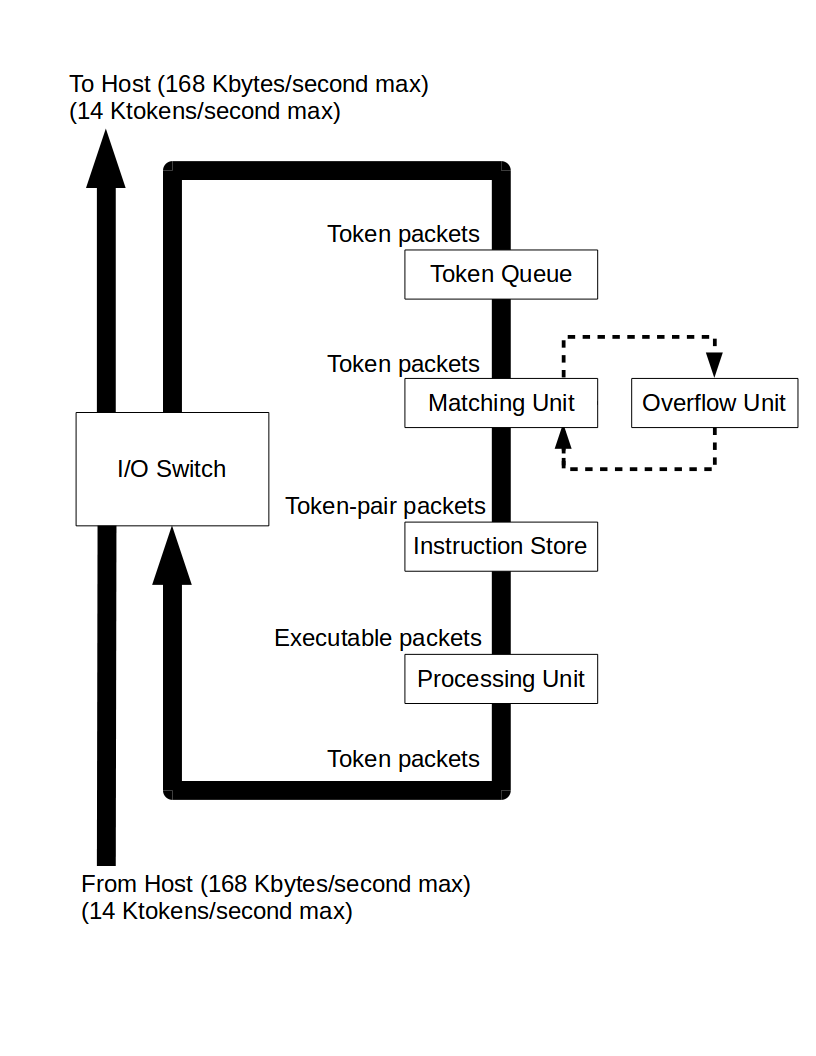 To Host (168 Kbytes/second max)
(14 Ktokens/second max)
Token packets
Token Queue
Token packets
Matching Unit
Overflow Unit
I/O Switch
Token-pair packets
Instruction Store
Executable packets
Processing Unit
Token packets
From Host (168 Kbytes/second max)
(14 Ktokens/second max)